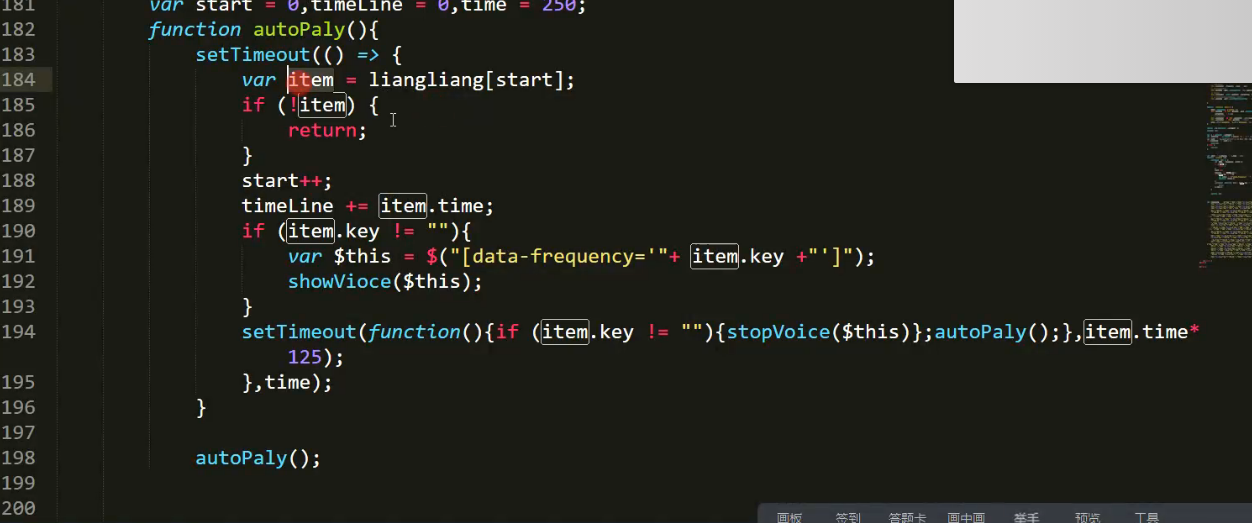 181 var start = 0,timeLine = 0,time = 250;
182 function autoPaly(){
183 setTimeout(() => {
184 var item = liangliang[start];
185 if (!item) {
186 return;
187 }
188 start++;
189 timeLine += item.time;
190 if (item.key != ""){
191 var $this = $("[data-frequency='"+ item.key +"']");
192 showVioce($this);
193 }
194 setTimeout(function(){if (item.key != ""){stopVoice($this)};autoPaly();},item.time*
125);
195 },time);
196 }
197
198 autoPaly();
199
200
画板 签到 答题卡 画中画 举手 预览 工具